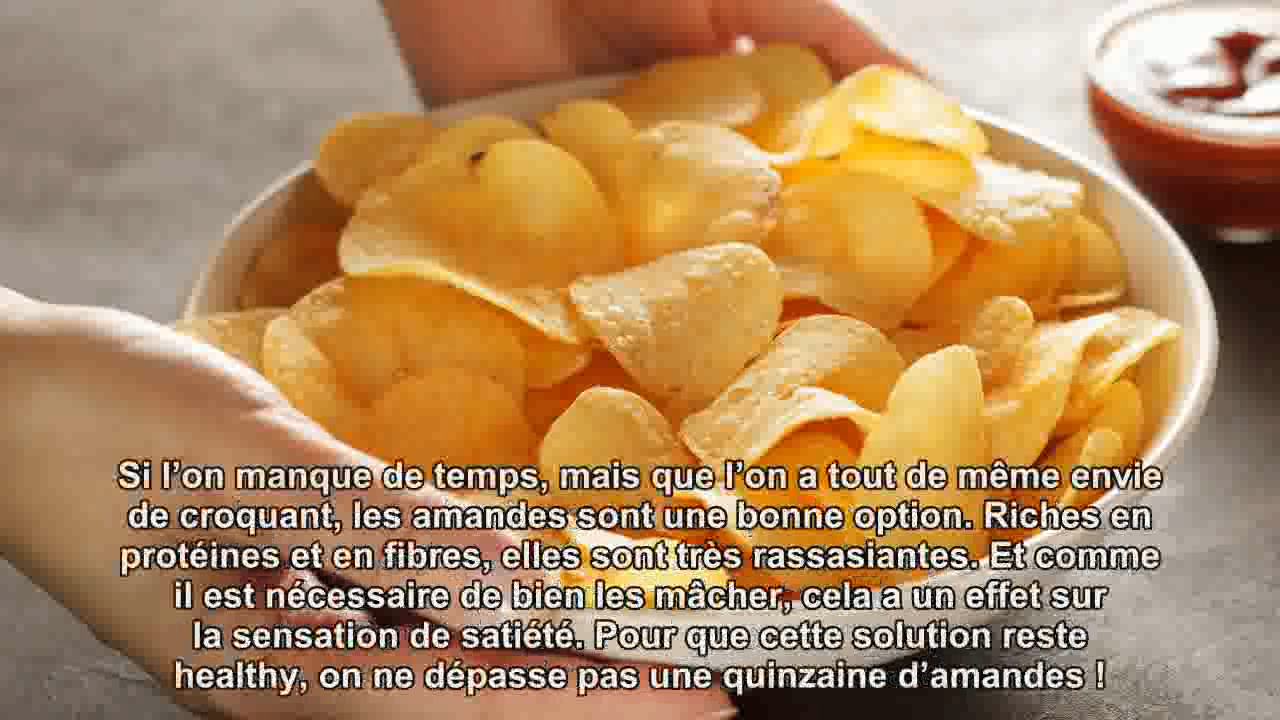 Si l’on manque de temps, mais que l’on a tout de même envie
de croquant, les amandes sont une bonne option. Riches en
protéines et en fibres, elles sont très rassasiantes. Et comme
il est nécessaire de bien les mâcher, cela a un effet sur
la sensation de satiété. Pour que cette solution reste
healthy, on ne dépasse pas une quinzaine d’amandes !